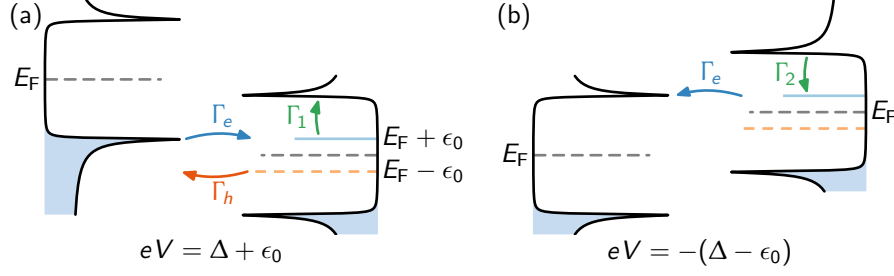 (a)
E_F
Γ_e
Γ_1
E_F + ϵ_0
E_F − ϵ_0
Γ_h
eV = Δ + ϵ_0
(b)
Γ_e
Γ_2
E_F
E_F
eV = −(Δ − ϵ_0)